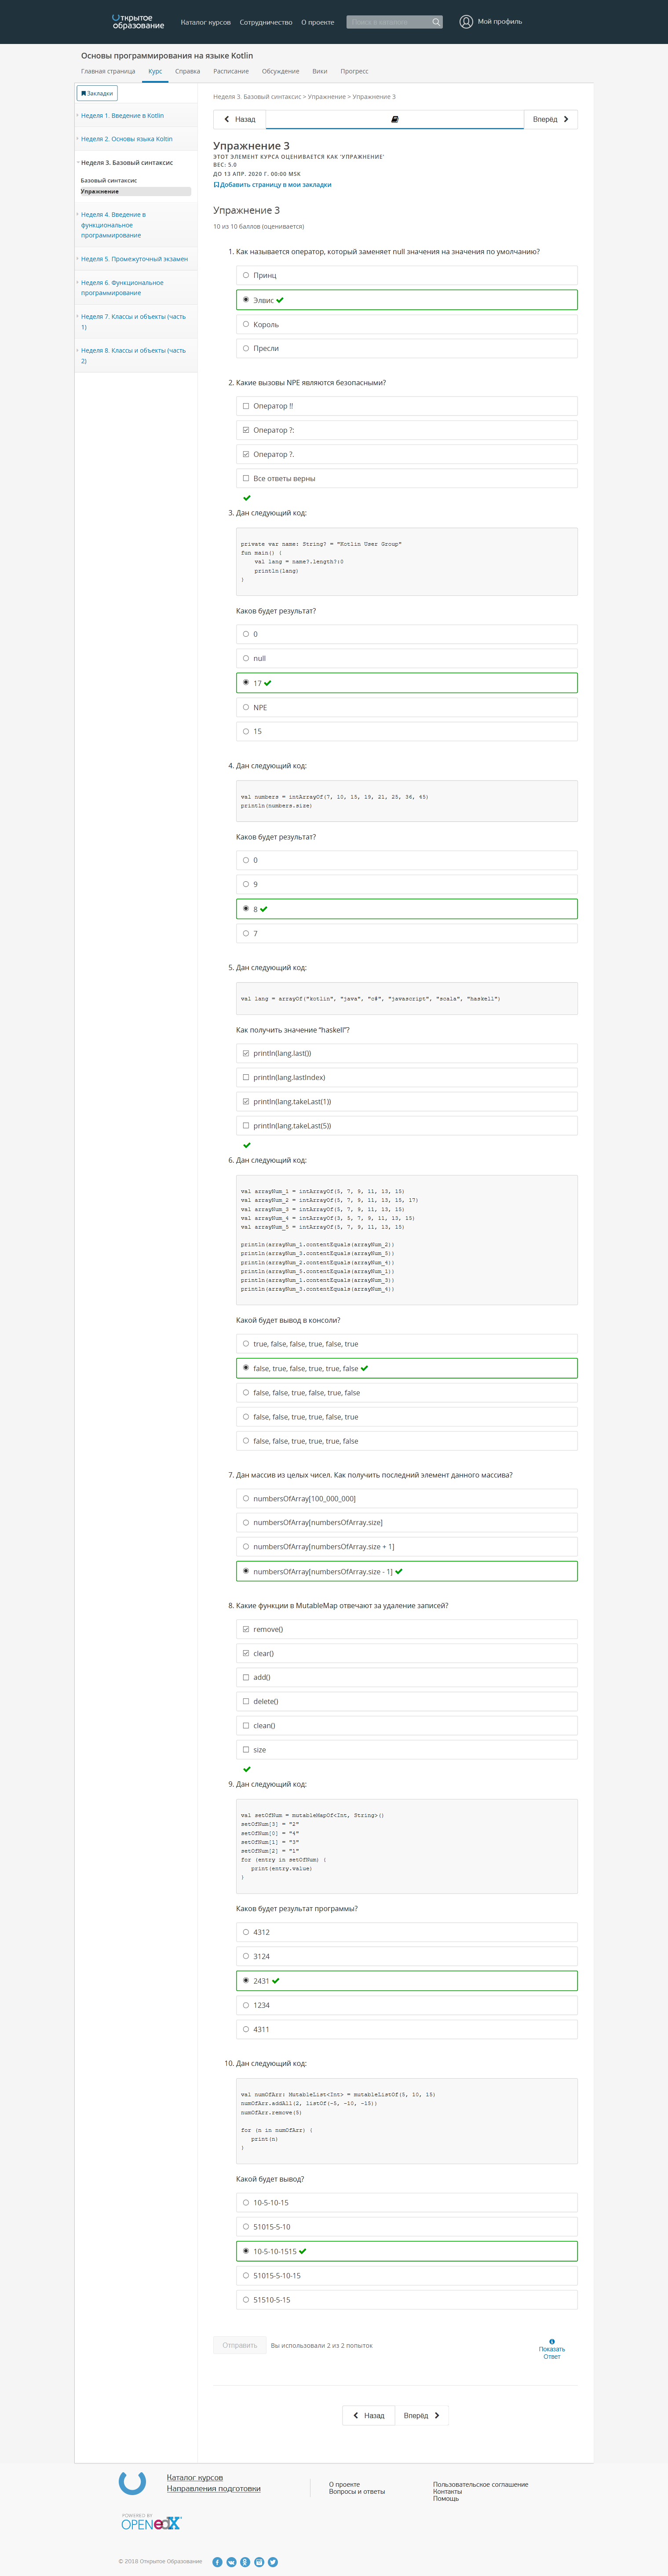 Открытое
образование
Каталог курсов
Сотрудничество
О проекте
Поиск в каталоге
Мой профиль
Основы программирования на языке Kotlin
Главная страница
Курс
Справка
Расписание
Обсуждение
Вики
Прогресс
Закладки
Неделя 1. Введение в Kotlin
Неделя 2. Основы языка Koltin
Неделя 3. Базовый синтаксис
Базовый синтаксис
Упражнение
Неделя 4. Введение в
функциональное
программирование
Неделя 5. Промежуточный экзамен
Неделя 6. Функциональное
программирование
Неделя 7. Классы и объекты (часть
1)
Неделя 8. Классы и объекты (часть
2)
Неделя 3. Базовый синтаксис > Упражнение > Упражнение 3
Назад
Вперёд
Упражнение 3
ЭТОТ ЭЛЕМЕНТ КУРСА ОЦЕНИВАЕТСЯ КАК 'УПРАЖНЕНИЕ'
ВЕС: 5.0
ДО 13 АПР. 2020 Г. 00:00 MSK
Добавить страницу в мои закладки
Упражнение 3
10 из 10 баллов (оценивается)
1. Как называется оператор, который заменяет null значения на значения по умолчанию?
Принц
Элвис
Король
Пресли
2. Какие вызовы NPE являются безопасными?
Оператор !!
Оператор ?:
Оператор ?.
Все ответы верны
3. Дан следующий код:
private var name: String? = "Kotlin User Group"
fun main() {
val lang = name?.length?:0
println(lang)
}
Каков будет результат?
0
null
17
NPE
15
4. Дан следующий код:
val numbers = intArrayOf(7, 10, 15, 19, 21, 25, 36, 45)
println(numbers.size)
Каков будет результат?
0
9
8
7
5. Дан следующий код:
val lang = arrayOf("kotlin", "java", "c#", "javascript", "scala", "haskell")
Как получить значение "haskell"?
println(lang.last())
println(lang.lastIndex)
println(lang.takeLast(1))
println(lang.takeLast(5))
6. Дан следующий код:
val arrayNum_1 = intArrayOf(5, 7, 9, 11, 13, 15)
val arrayNum_2 = intArrayOf(5, 7, 9, 11, 13, 15, 17)
val arrayNum_3 = intArrayOf(5, 7, 9, 11, 13, 15)
val arrayNum_4 = intArrayOf(3, 5, 7, 9, 11, 13, 15)
val arrayNum_5 = intArrayOf(5, 7, 9, 11, 13, 15)
println(arrayNum_1.contentEquals(arrayNum_2))
println(arrayNum_3.contentEquals(arrayNum_5))
println(arrayNum_2.contentEquals(arrayNum_4))
println(arrayNum_5.contentEquals(arrayNum_1))
println(arrayNum_1.contentEquals(arrayNum_3))
println(arrayNum_3.contentEquals(arrayNum_4))
Какой будет вывод в консоли?
true, false, false, true, false, true
false, true, false, true, true, false
false, false, true, false, true, false
false, false, true, true, false, true
false, false, true, true, true, false
7. Дан массив из целых чисел. Как получить последний элемент данного массива?
numbersOfArray[100_000_000]
numbersOfArray[numbersOfArray.size]
numbersOfArray[numbersOfArray.size + 1]
numbersOfArray[numbersOfArray.size - 1]
8. Какие функции в MutableMap отвечают за удаление записей?
remove()
clear()
add()
delete()
clean()
size
9. Дан следующий код:
val setOfNum = mutableMapOf<Int, String>()
setOfNum[3] = "2"
setOfNum[0] = "4"
setOfNum[1] = "3"
setOfNum[2] = "1"
for (entry in setOfNum) {
print(entry.value)
}
Каков будет результат программы?
4312
3124
2431
1234
4311
10. Дан следующий код:
val numOfArr: MutableList<Int> = mutableListOf(5, 10, 15)
numOfArr.addAll(2, listOf(-5, -10, -15))
numOfArr.remove(5)
for (n in numOfArr) {
print(n)
}
Какой будет вывод?
10-5-10-15
51015-5-10
10-5-10-1515
51015-5-10-15
51510-5-15
Отправить
Вы использовали 2 из 2 попыток
Показать
Ответ
Назад
Вперёд
Каталог курсов
Направления подготовки
О проекте
Вопросы и ответы
Пользовательское соглашение
Контакты
Помощь
POWERED BY
OPEN edX
© 2018 Открытое Образование